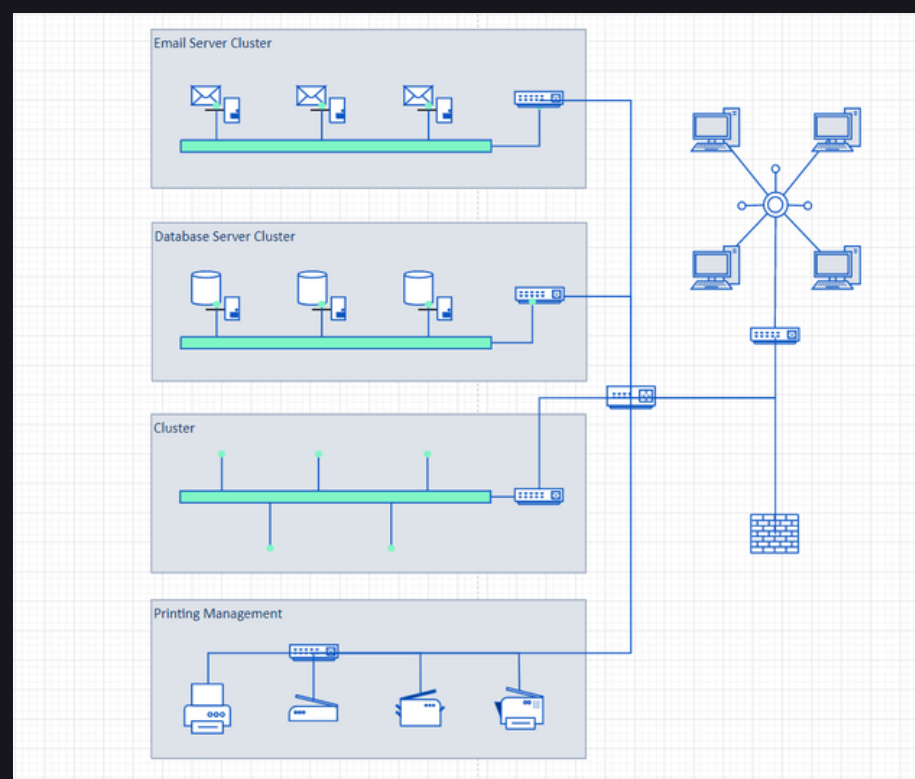 Email Server Cluster
Database Server Cluster
Cluster
Printing Management